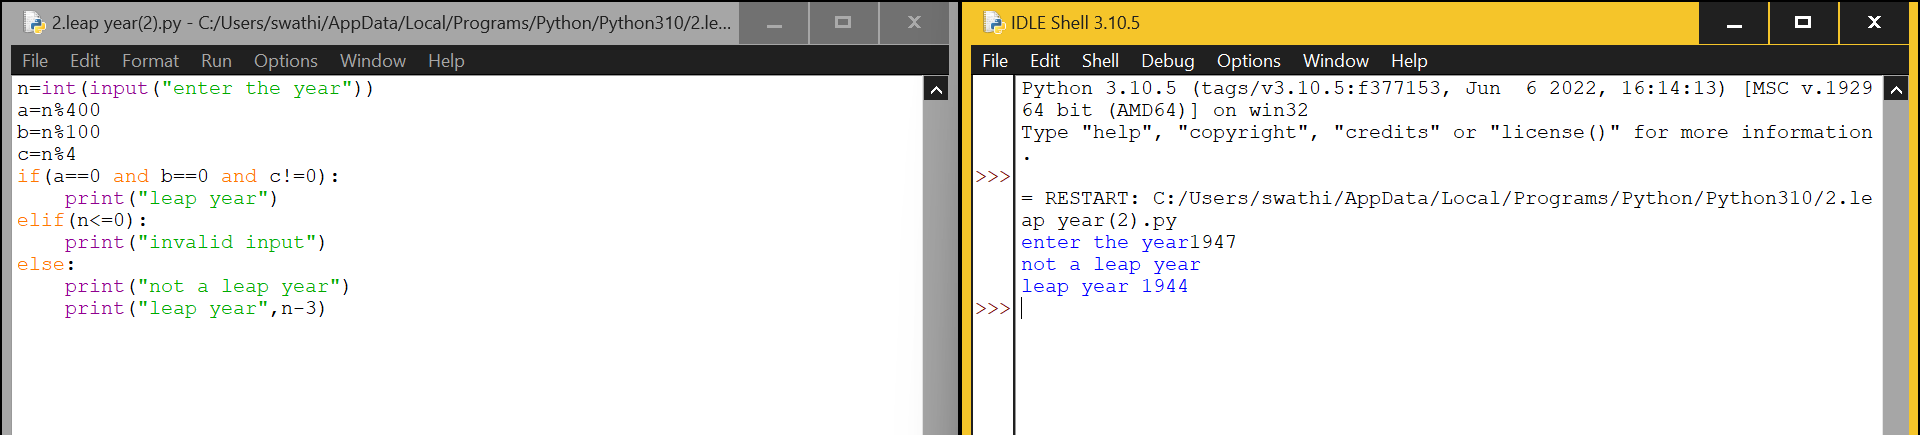 2.leap year(2).py - C:/Users/swathi/AppData/Local/Programs/Python/Python310/2.le...
File Edit Format Run Options Window Help
n=int(input("enter the year"))
a=n%400
b=n%100
c=n%4
if(a==0 and b==0 and c!=0):
    print("leap year")
elif(n<=0):
    print("invalid input")
else:
    print("not a leap year")
    print("leap year",n-3)
IDLE Shell 3.10.5
File Edit Shell Debug Options Window Help
Python 3.10.5 (tags/v3.10.5:f377153, Jun  6 2022, 16:14:13) [MSC v.1929
64 bit (AMD64)] on win32
Type "help", "copyright", "credits" or "license()" for more information
.
>>>
= RESTART: C:/Users/swathi/AppData/Local/Programs/Python/Python310/2.le
ap year(2).py
enter the year1947
not a leap year
leap year 1944
>>>